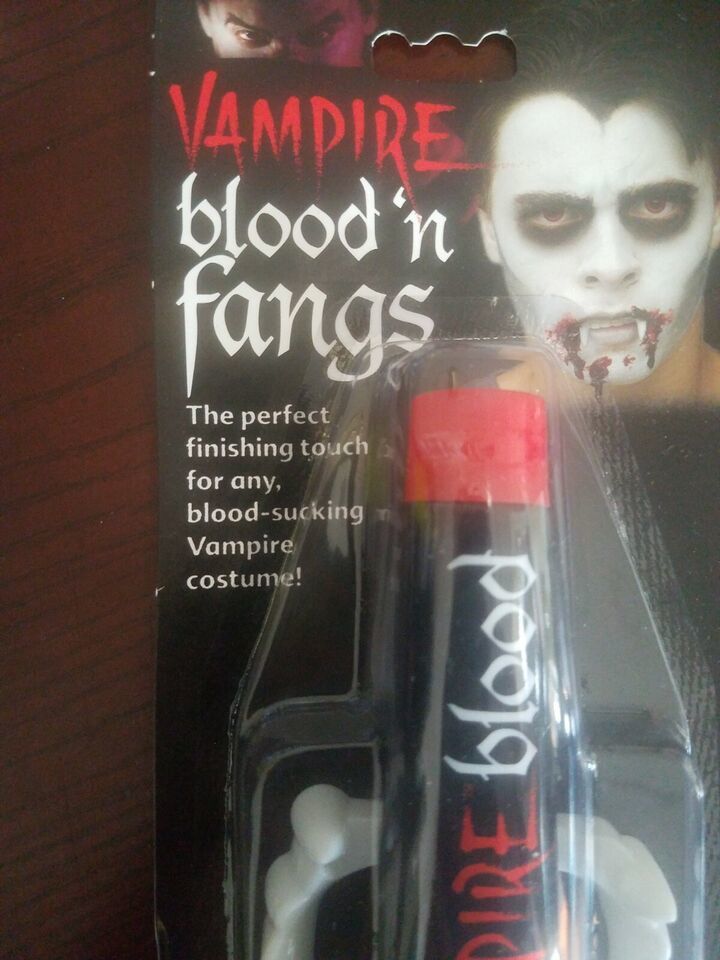 VAMPIRE
blood 'n
fangs
The perfect
finishing touch
for any,
blood-sucking
Vampire
costume!
blood